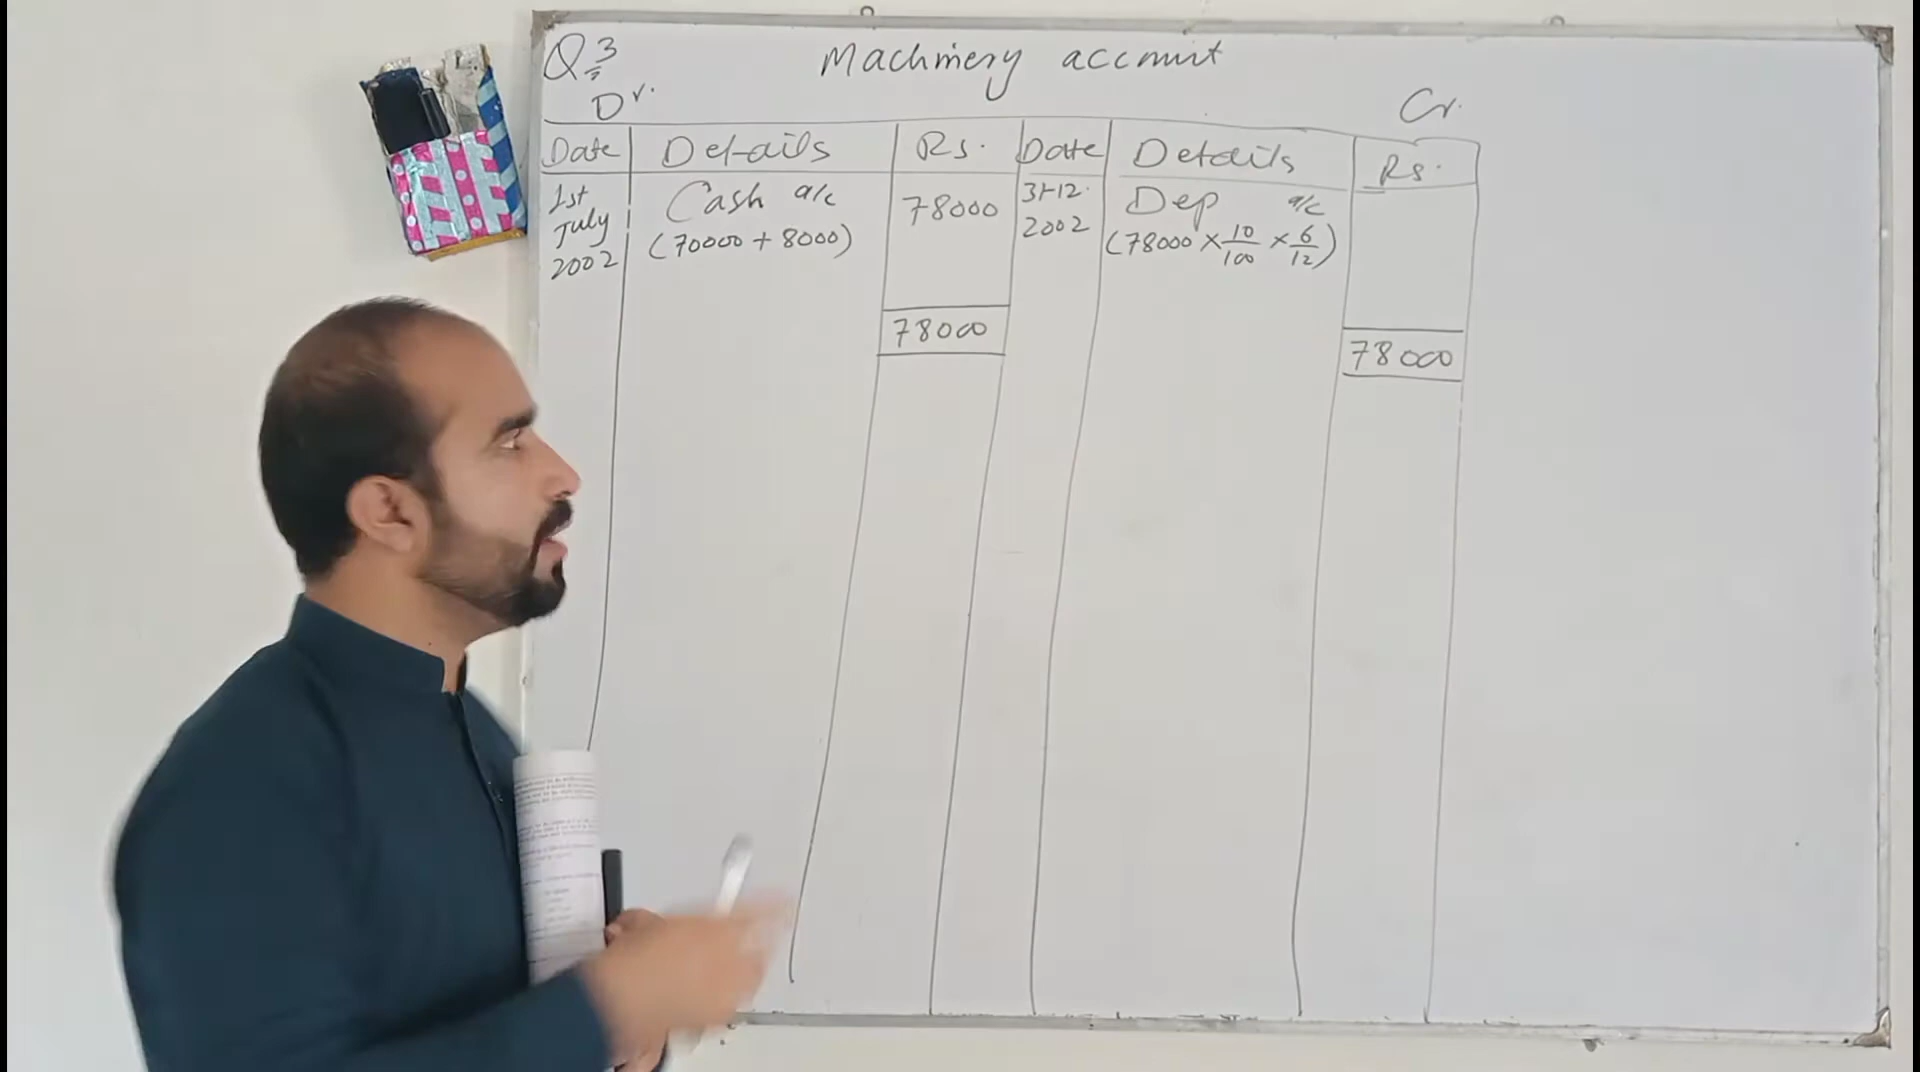 Q3 Machinery account
Dr. Cr.
Date Details Rs. Date Details Rs.
1st July 2002 Cash a/c 78000 31-12. 2002 Dep a/c
(70000 + 8000) (78000 × 10/100 × 6/12)
78000 78000